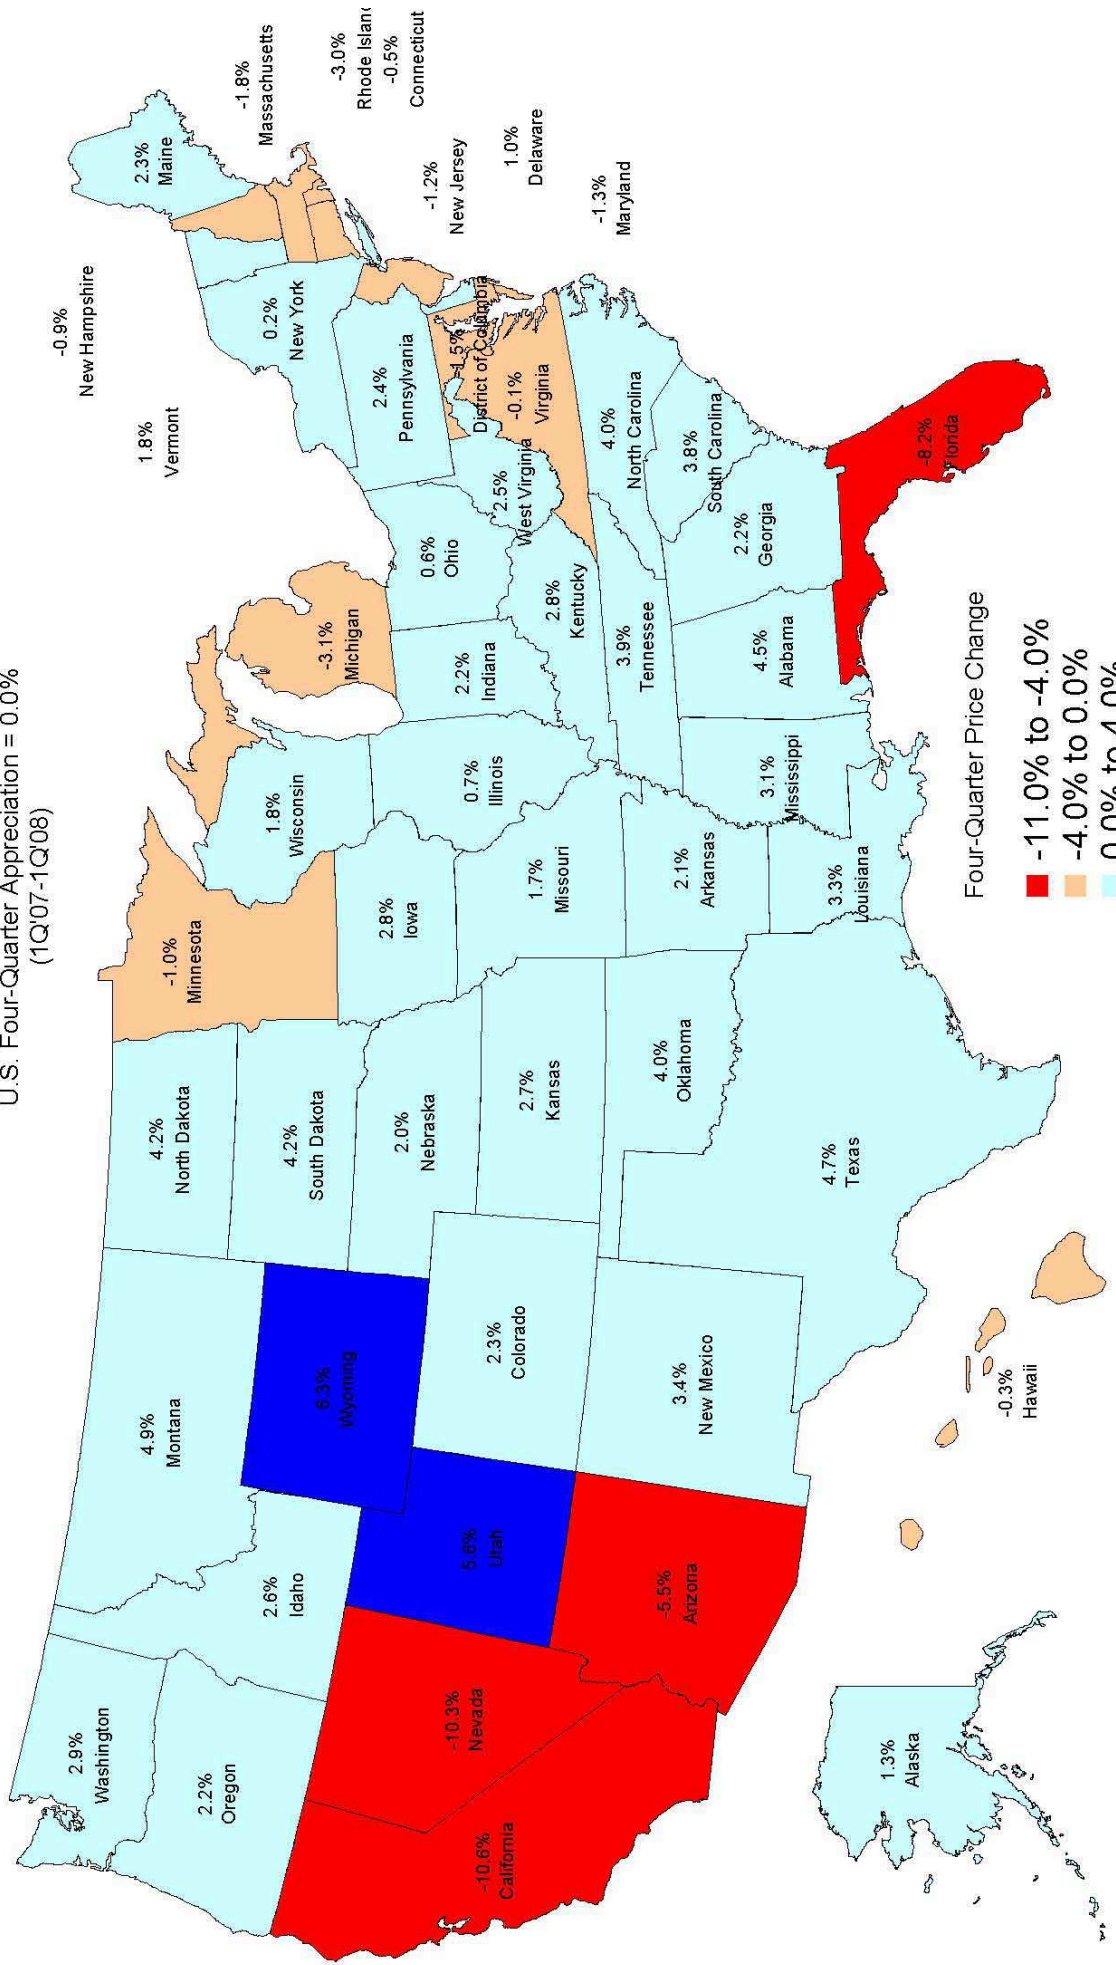 U.S. Four-Quarter Appreciation = 0.0%
(1Q'07-1Q'08)
2.9%
Washington
2.2%
Oregon
-10.6%
California
-10.3%
Nevada
2.6%
Idaho
4.9%
Montana
6.3%
Wyoming
5.6%
Utah
-5.5%
Arizona
2.3%
Colorado
3.4%
New Mexico
4.2%
North Dakota
4.2%
South Dakota
2.0%
Nebraska
2.7%
Kansas
4.0%
Oklahoma
4.7%
Texas
-1.0%
Minnesota
2.8%
Iowa
1.7%
Missouri
2.1%
Arkansas
3.3%
Louisiana
1.8%
Wisconsin
0.7%
Illinois
3.1%
Mississippi
-3.1%
Michigan
2.2%
Indiana
0.6%
Ohio
2.8%
Kentucky
3.9%
Tennessee
4.5%
Alabama
2.2%
Georgia
-8.2%
Florida
3.8%
South Carolina
4.0%
North Carolina
-0.1%
Virginia
2.5%
West Virginia
-1.5%
District of Columbia
2.4%
Pennsylvania
0.2%
New York
1.8%
Vermont
-0.9%
New Hampshire
2.3%
Maine
-1.8%
Massachusetts
-3.0%
Rhode Island
-0.5%
Connecticut
-1.2%
New Jersey
1.0%
Delaware
-1.3%
Maryland
1.3%
Alaska
-0.3%
Hawaii
Four-Quarter Price Change
-11.0% to -4.0%
-4.0% to 0.0%
0.0% to 4.0%